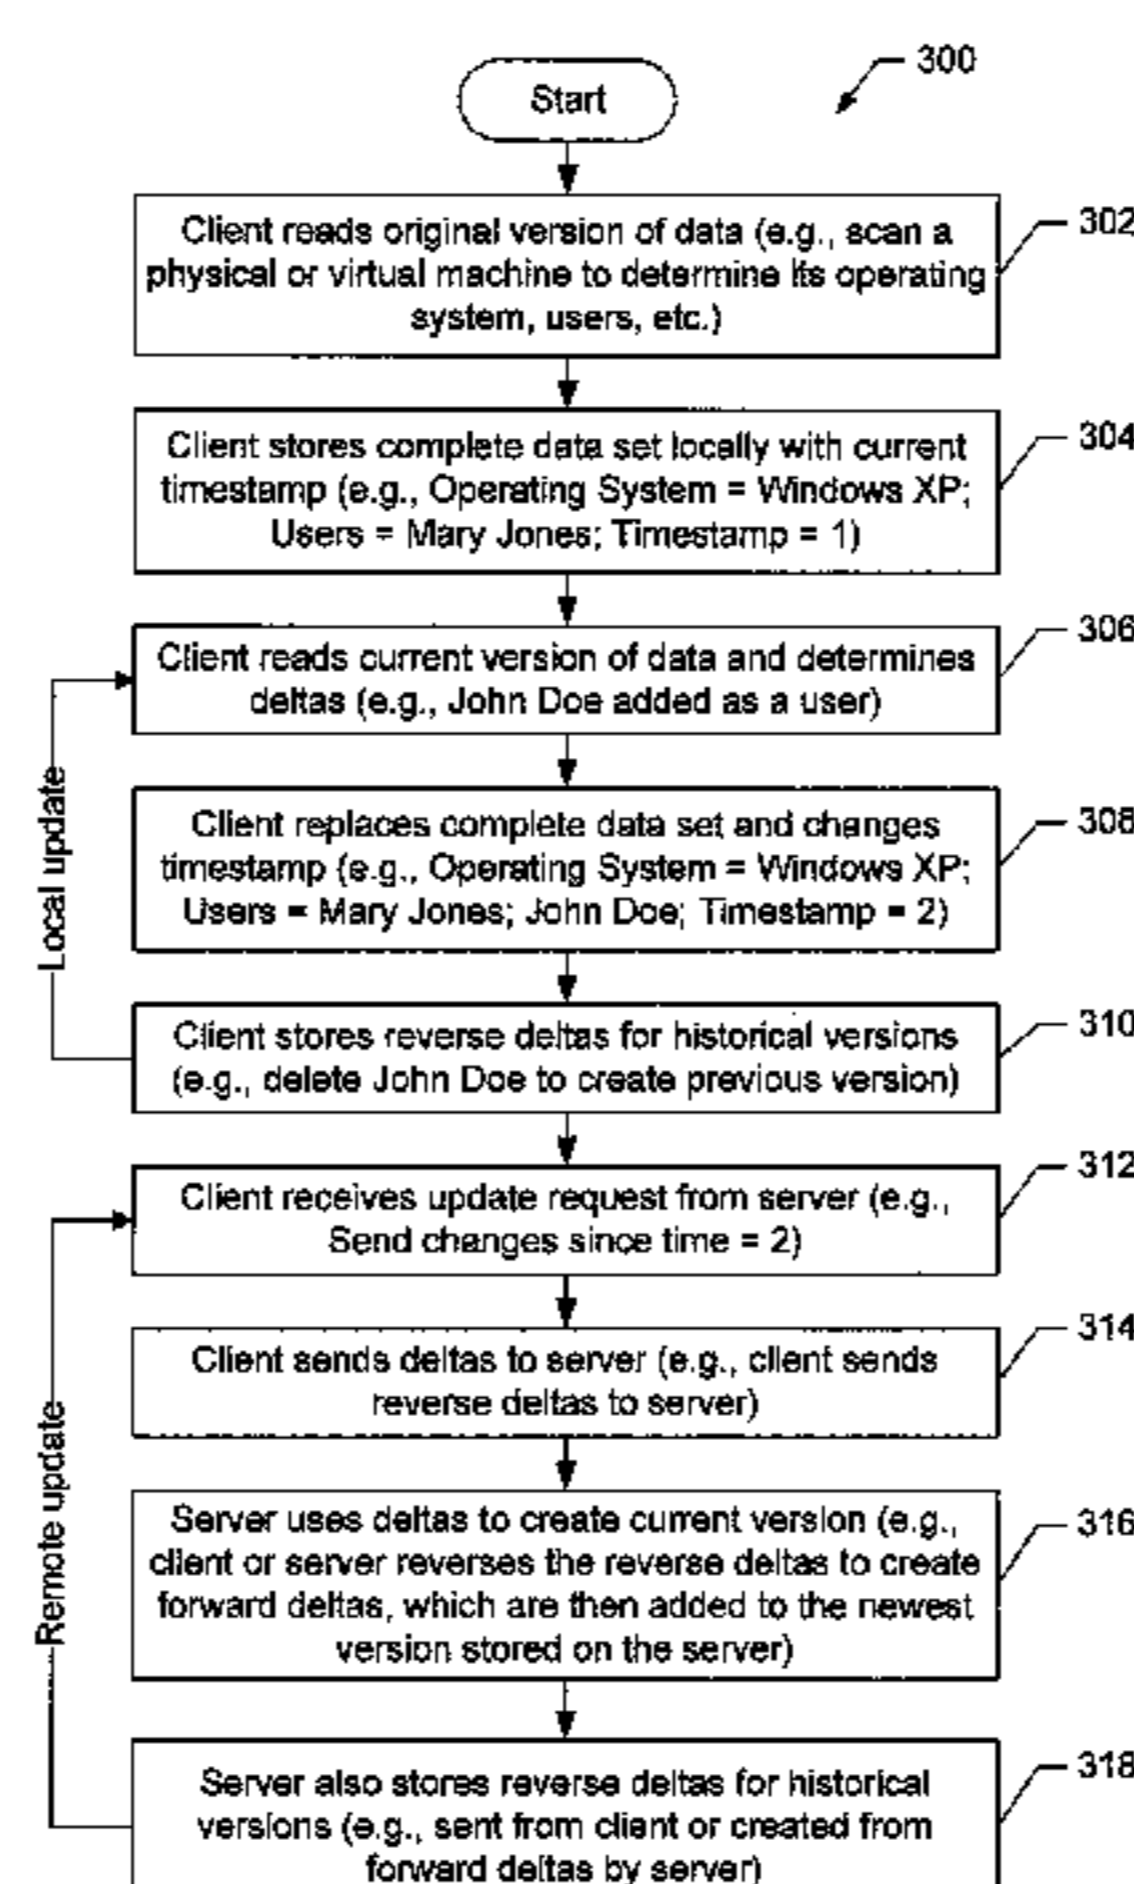 300
Start
302
Client reads original version of data (e.g., scan a
physical or virtual machine to determine its operating
system, users, etc.)
304
Client stores complete data set locally with current
timestamp (e.g., Operating System = Windows XP;
Users = Mary Jones; Timestamp = 1)
306
Client reads current version of data and determines
deltas (e.g., John Doe added as a user)
308
Client replaces complete data set and changes
timestamp (e.g., Operating System = Windows XP;
Users = Mary Jones; John Doe; Timestamp = 2)
Local update
310
Client stores reverse deltas for historical versions
(e.g., delete John Doe to create previous version)
312
Client receives update request from server (e.g.,
Send changes since time = 2)
314
Client sends deltas to server (e.g., client sends
reverse deltas to server)
316
Server uses deltas to create current version (e.g.,
client or server reverses the reverse deltas to create
forward deltas, which are then added to the newest
version stored on the server)
Remote update
318
Server also stores reverse deltas for historical
versions (e.g., sent from client or created from
forward deltas by server)